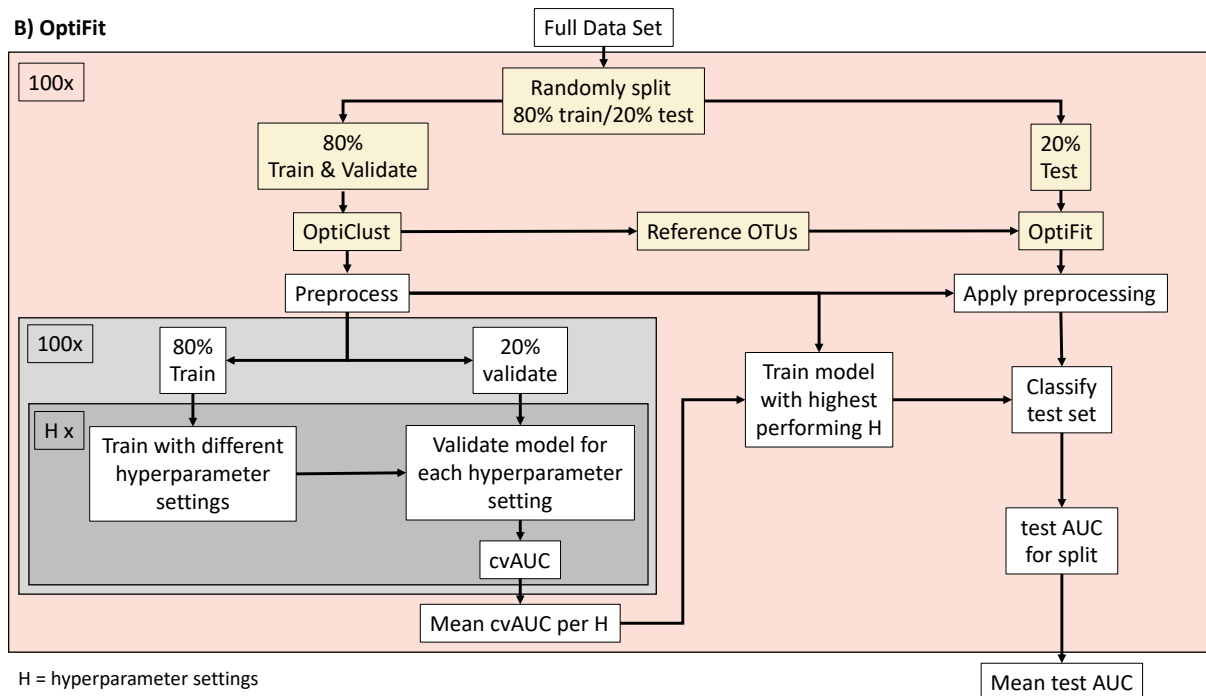 B) OptiFit
Full Data Set
100x
Randomly split
80% train/20% test
80%
Train & Validate
20%
Test
OptiClust
Reference OTUs
OptiFit
Preprocess
Apply preprocessing
100x
80%
Train
20%
validate
Train model
with highest
performing H
Classify
test set
H x
Train with different
hyperparameter
settings
Validate model for
each hyperparameter
setting
cvAUC
test AUC
for split
Mean cvAUC per H
H = hyperparameter settings
Mean test AUC